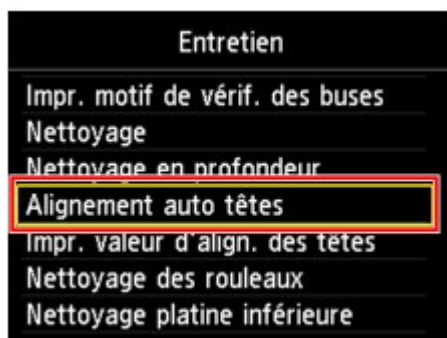 Entretien
Impr. motif de vérif. des buses
Nettoyage
Nettoyage en profondeur
Alignement auto têtes
Impr. valeur d'align. des têtes
Nettoyage des rouleaux
Nettoyage platine inférieure